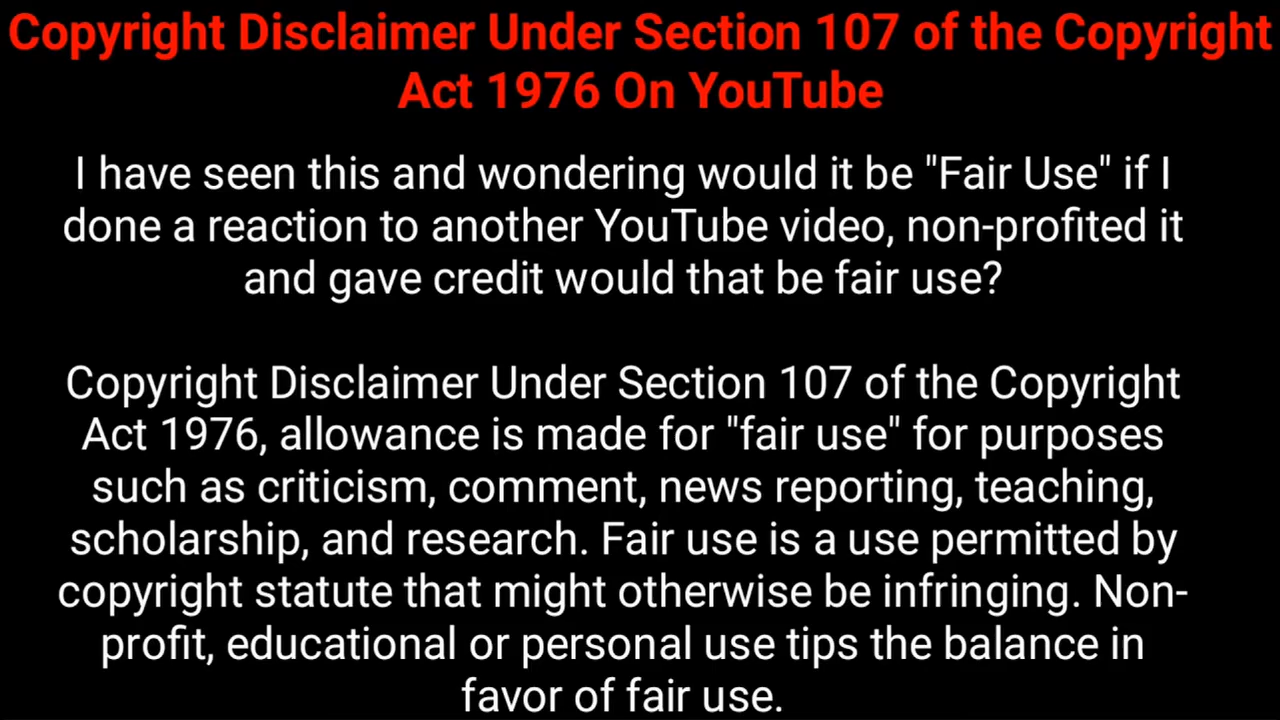 Copyright Disclaimer Under Section 107 of the Copyright
Act 1976 On YouTube
I have seen this and wondering would it be "Fair Use" if I
done a reaction to another YouTube video, non-profited it
and gave credit would that be fair use?
Copyright Disclaimer Under Section 107 of the Copyright
Act 1976, allowance is made for "fair use" for purposes
such as criticism, comment, news reporting, teaching,
scholarship, and research. Fair use is a use permitted by
copyright statute that might otherwise be infringing. Non-
profit, educational or personal use tips the balance in
favor of fair use.